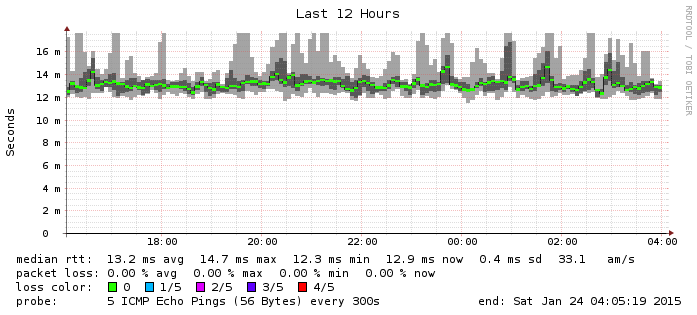 Last 12 Hours
RRDTOOL / TOBI OETIKER
Seconds
16 m
14 m
12 m
10 m
8 m
6 m
4 m
2 m
0
18:00 20:00 22:00 00:00 02:00 04:00
median rtt: 13.2 ms avg 14.7 ms max 12.3 ms min 12.9 ms now 0.4 ms sd 33.1 am/s
packet loss: 0.00 % avg 0.00 % max 0.00 % min 0.00 % now
loss color: 0 1/5 2/5 3/5 4/5
probe: 5 ICMP Echo Pings (56 Bytes) every 300s end: Sat Jan 24 04:05:19 2015